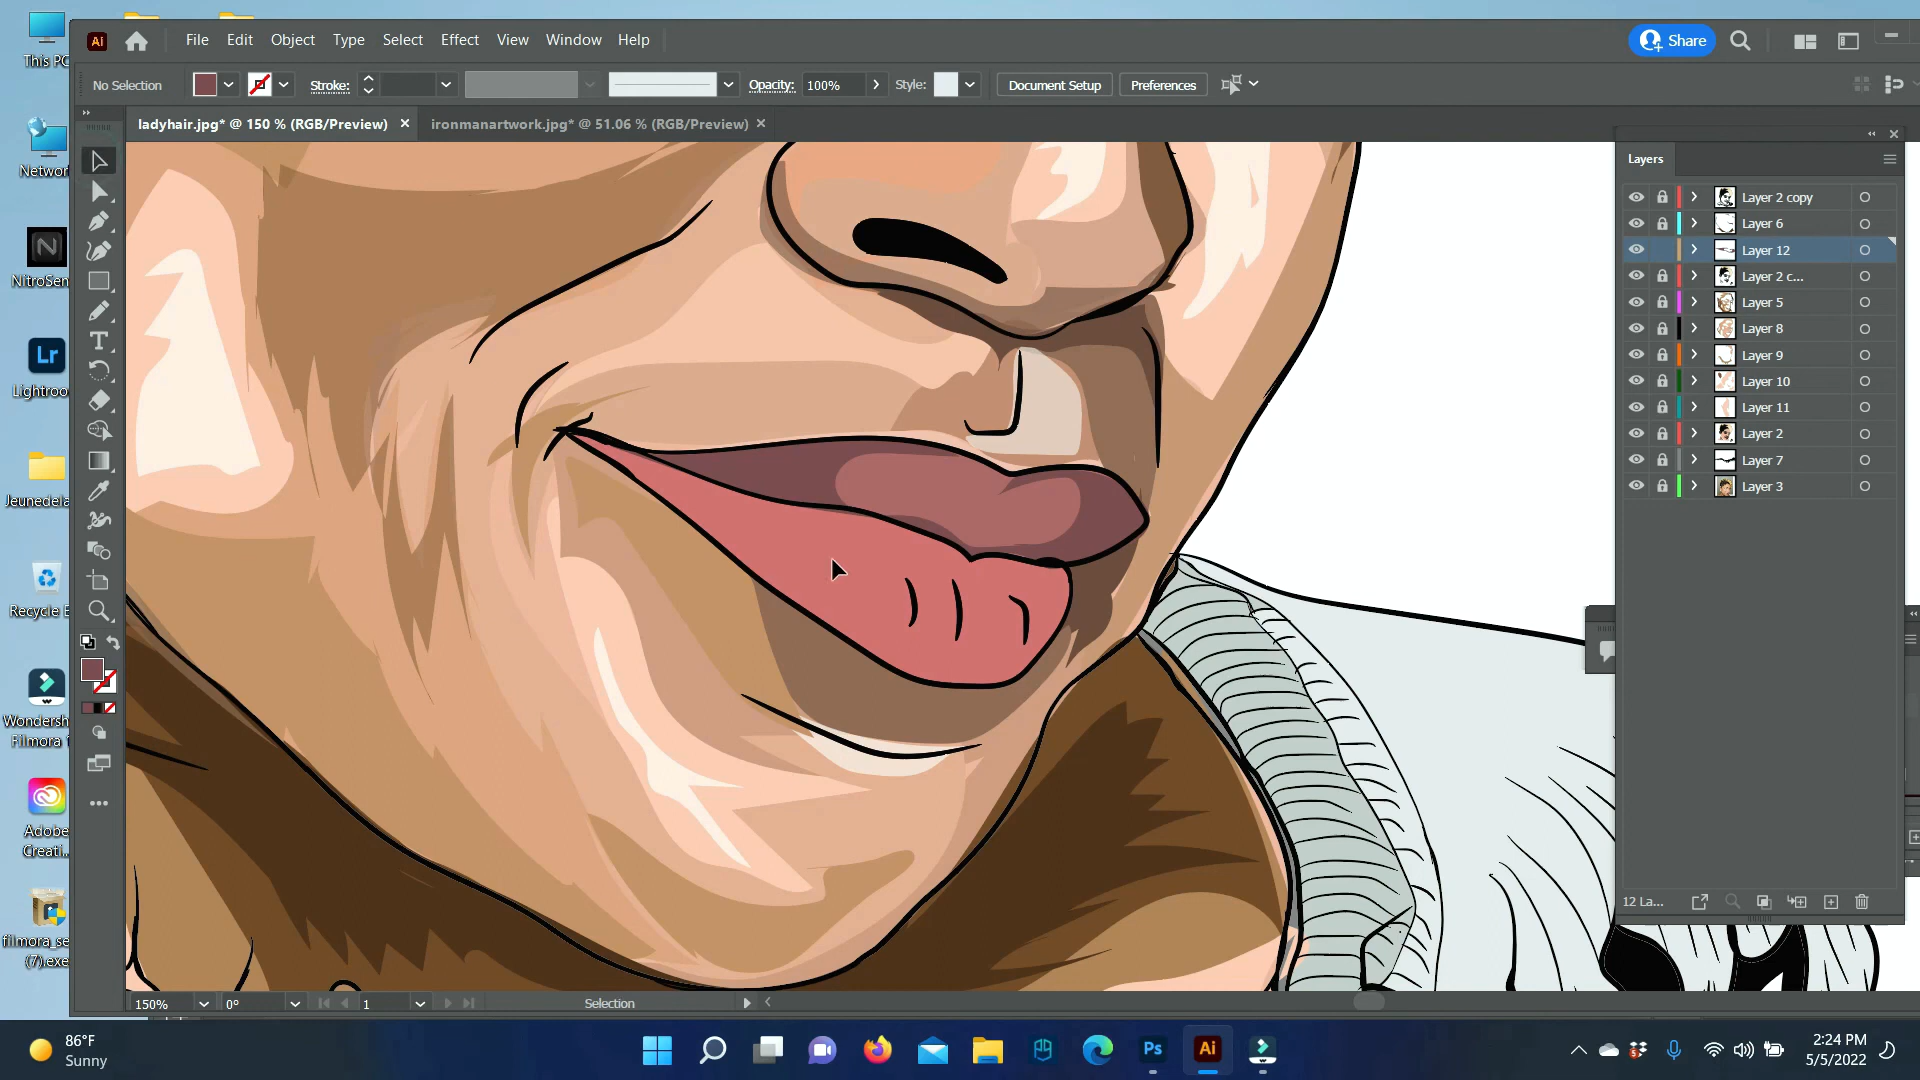 This PC
Network
NitroSen
Lr
Lightroo
Jeunedela
Recycle B
Wondersh
Filmora
Adobe
Creati...
filmora_se
(7).exe
Ai
File Edit Object Type Select Effect View Window Help
Share
No Selection
Stroke:
Opacity: 100%
Style:
Document Setup
Preferences
ladyhair.jpg* @ 150 % (RGB/Preview)
ironmanartwork.jpg* @ 51.06 % (RGB/Preview)
Layers
Layer 2 copy
Layer 6
Layer 12
Layer 2 c...
Layer 5
Layer 8
Layer 9
Layer 10
Layer 11
Layer 2
Layer 7
Layer 3
12 La...
150%
0°
1
Selection
86°F
Sunny
Ps
Ai
2:24 PM
5/5/2022